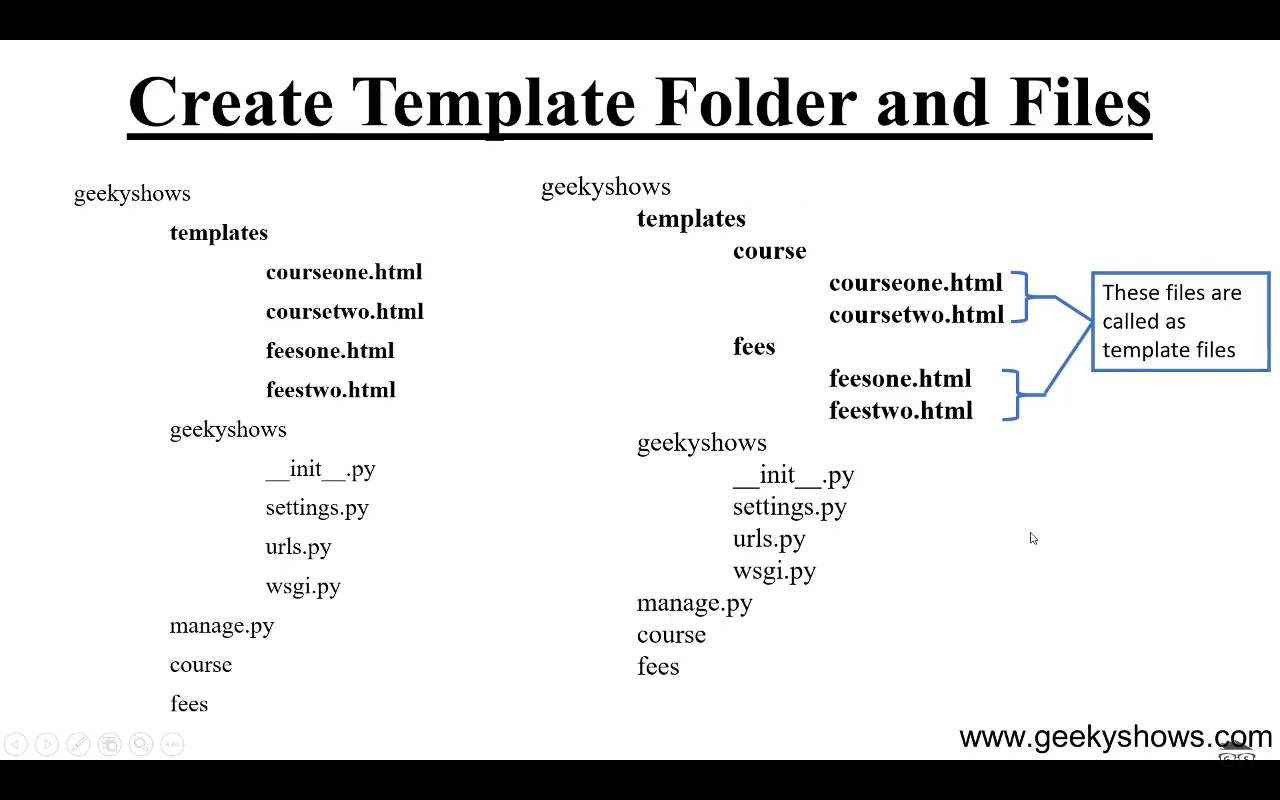 Create Template Folder and Files
geekyshows
templates
courseone.html
coursetwo.html
feesone.html
feestwo.html
geekyshows
__init__.py
settings.py
urls.py
wsgi.py
manage.py
course
fees
geekyshows
templates
course
courseone.html
coursetwo.html
fees
feesone.html
feestwo.html
geekyshows
__init__.py
settings.py
urls.py
wsgi.py
manage.py
course
fees
These files are
called as
template files
www.geekyshows.com